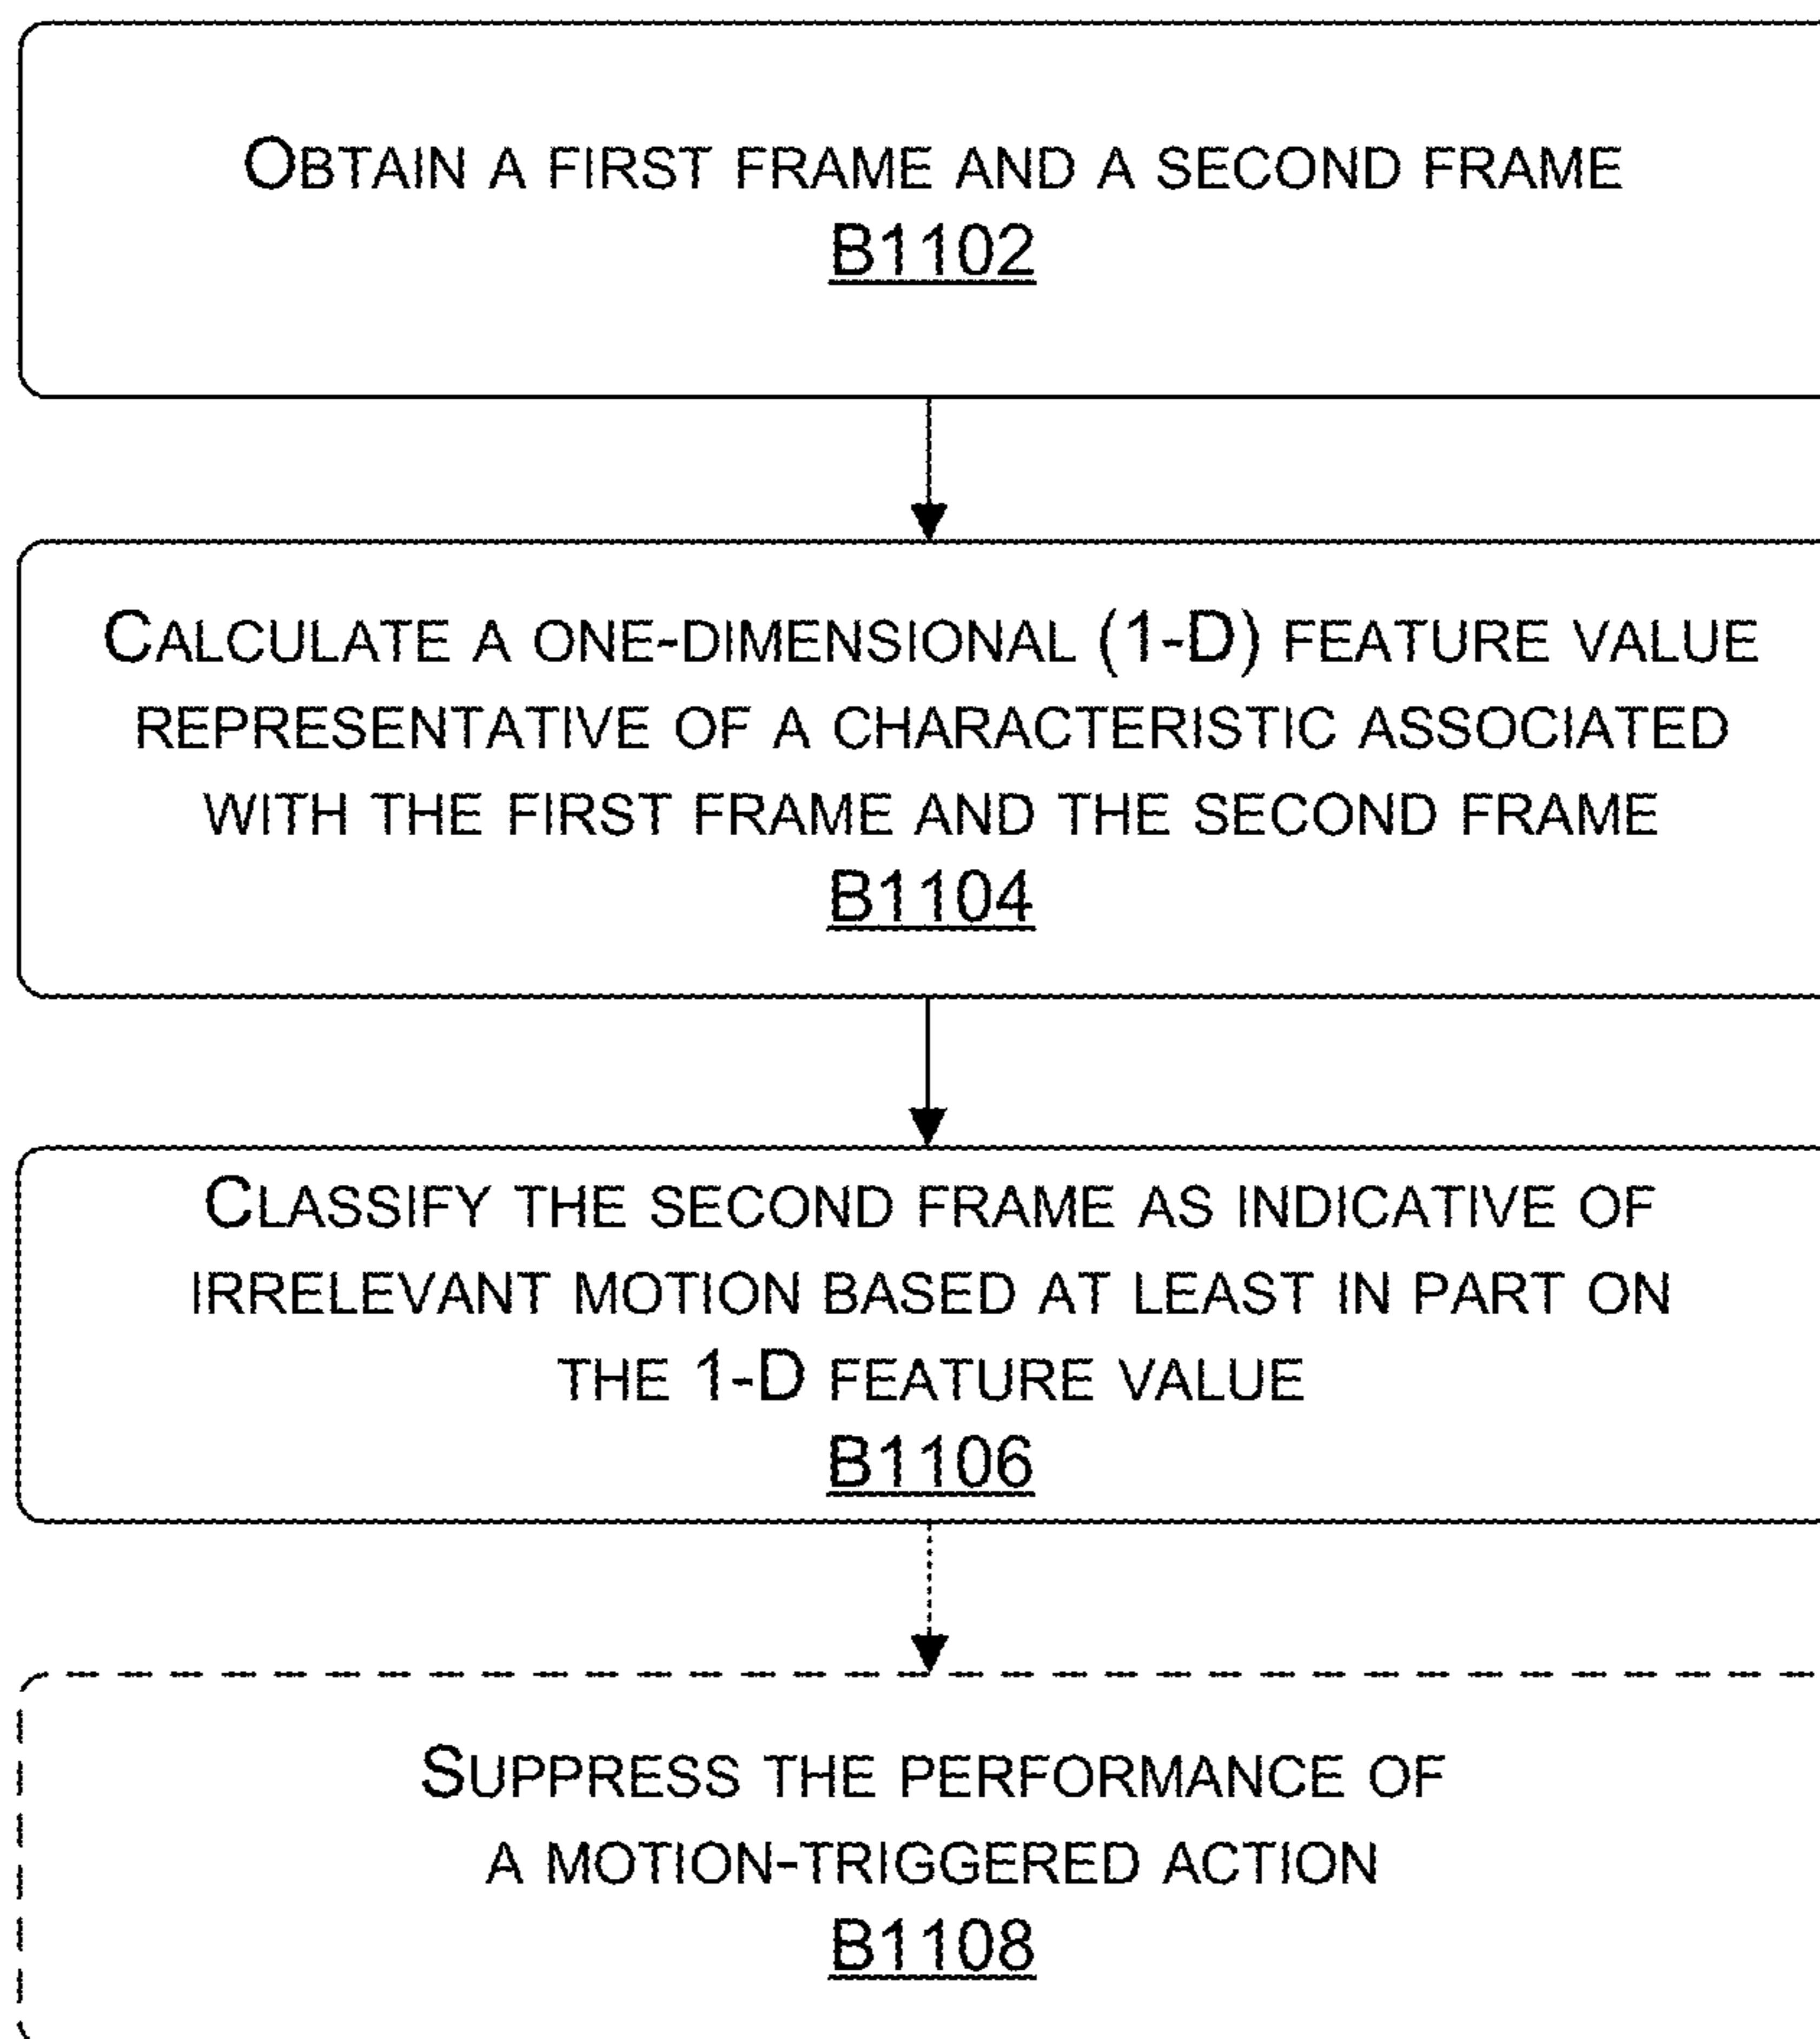 OBTAIN A FIRST FRAME AND A SECOND FRAME
B1102
CALCULATE A ONE-DIMENSIONAL (1-D) FEATURE VALUE
REPRESENTATIVE OF A CHARACTERISTIC ASSOCIATED
WITH THE FIRST FRAME AND THE SECOND FRAME
B1104
CLASSIFY THE SECOND FRAME AS INDICATIVE OF
IRRELEVANT MOTION BASED AT LEAST IN PART ON
THE 1-D FEATURE VALUE
B1106
SUPPRESS THE PERFORMANCE OF
A MOTION-TRIGGERED ACTION
B1108